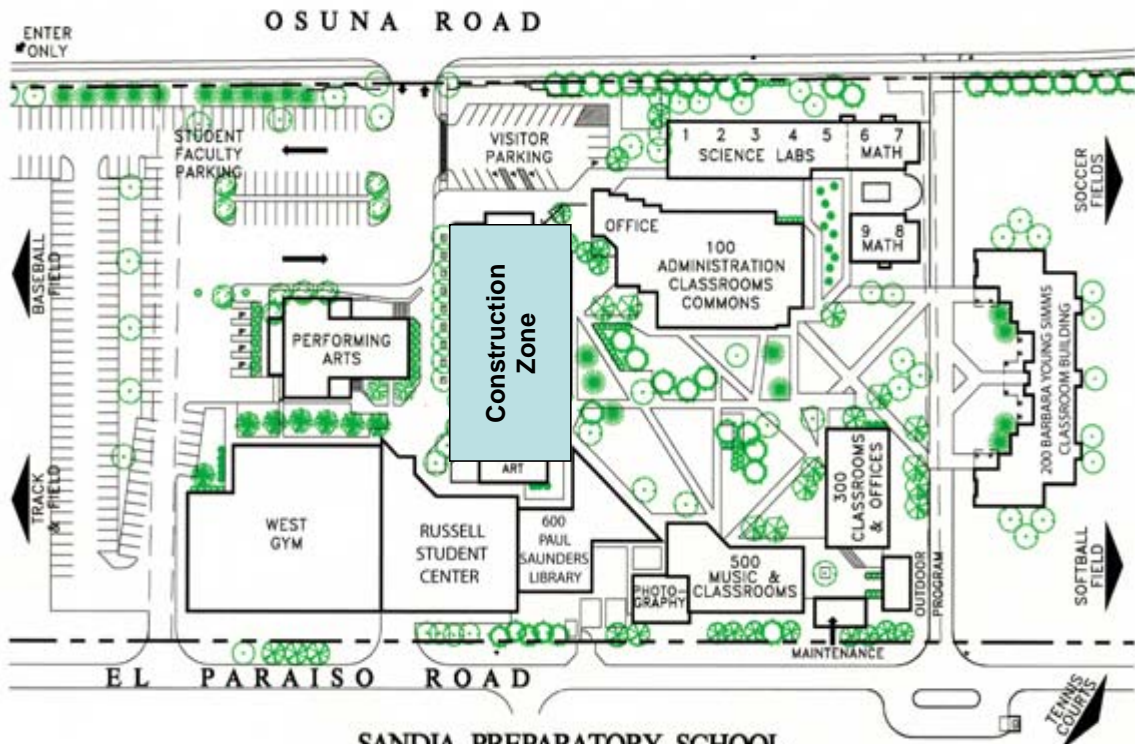 OSUNA ROAD
ENTER
ONLY
STUDENT
FACULTY
PARKING
VISITOR
PARKING
1 2 3 4 5 6 7
SCIENCE LABS MATH
9 8
MATH
SOCCER
FIELDS
BASEBALL
FIELD
OFFICE
100
ADMINISTRATION
CLASSROOMS
COMMONS
Construction
Zone
PERFORMING
ARTS
200 BARBARA YOUNG SIMMS
CLASSROOM BUILDING
ART
TRACK
& FIELD
WEST
GYM
RUSSELL
STUDENT
CENTER
600
PAUL
SAUNDERS
LIBRARY
300
CLASSROOMS
& OFFICES
500
MUSIC &
CLASSROOMS
PHOTO-
GRAPHY
OUTDOOR
PROGRAM
SOFTBALL
FIELD
MAINTENANCE
EL PARAISO ROAD
TENNIS
COURTS
SANDIA PREPARATORY SCHOOL